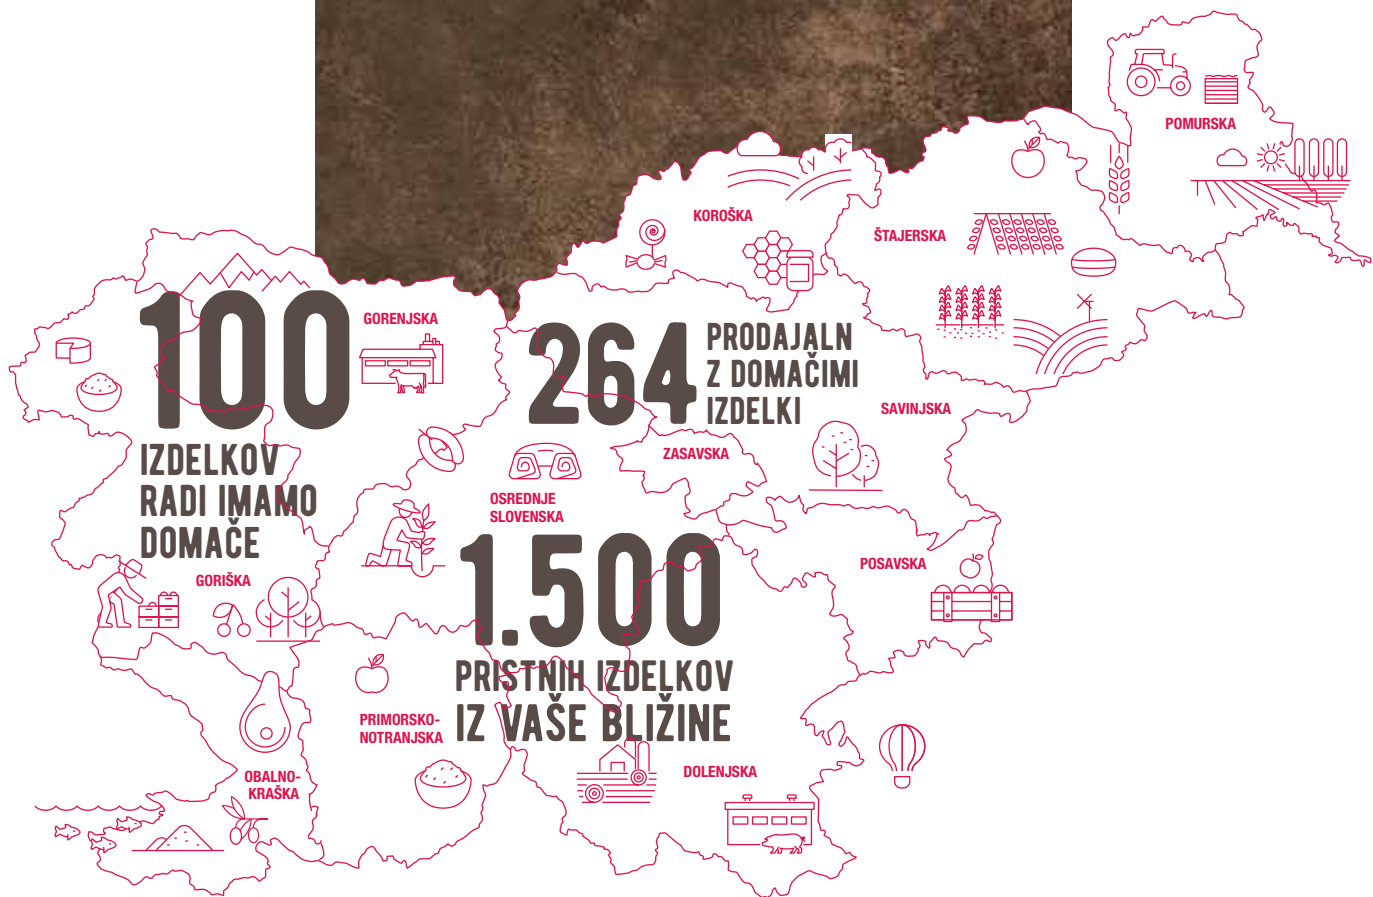 POMURSKA
KOROŠKA
ŠTAJERSKA
GORENJSKA
100
IZDELKOV
RADI IMAMO
DOMAČE
264
PRODAJALN
Z DOMAČIMI
IZDELKI
SAVINJSKA
ZASAVSKA
OSREDNJE
SLOVENSKA
1.500
PRISTNIH IZDELKOV
IZ VAŠE BLIŽINE
POSAVSKA
GORIŠKA
PRIMORSKO-
NOTRANJSKA
OBALNO-
KRAŠKA
DOLENJSKA